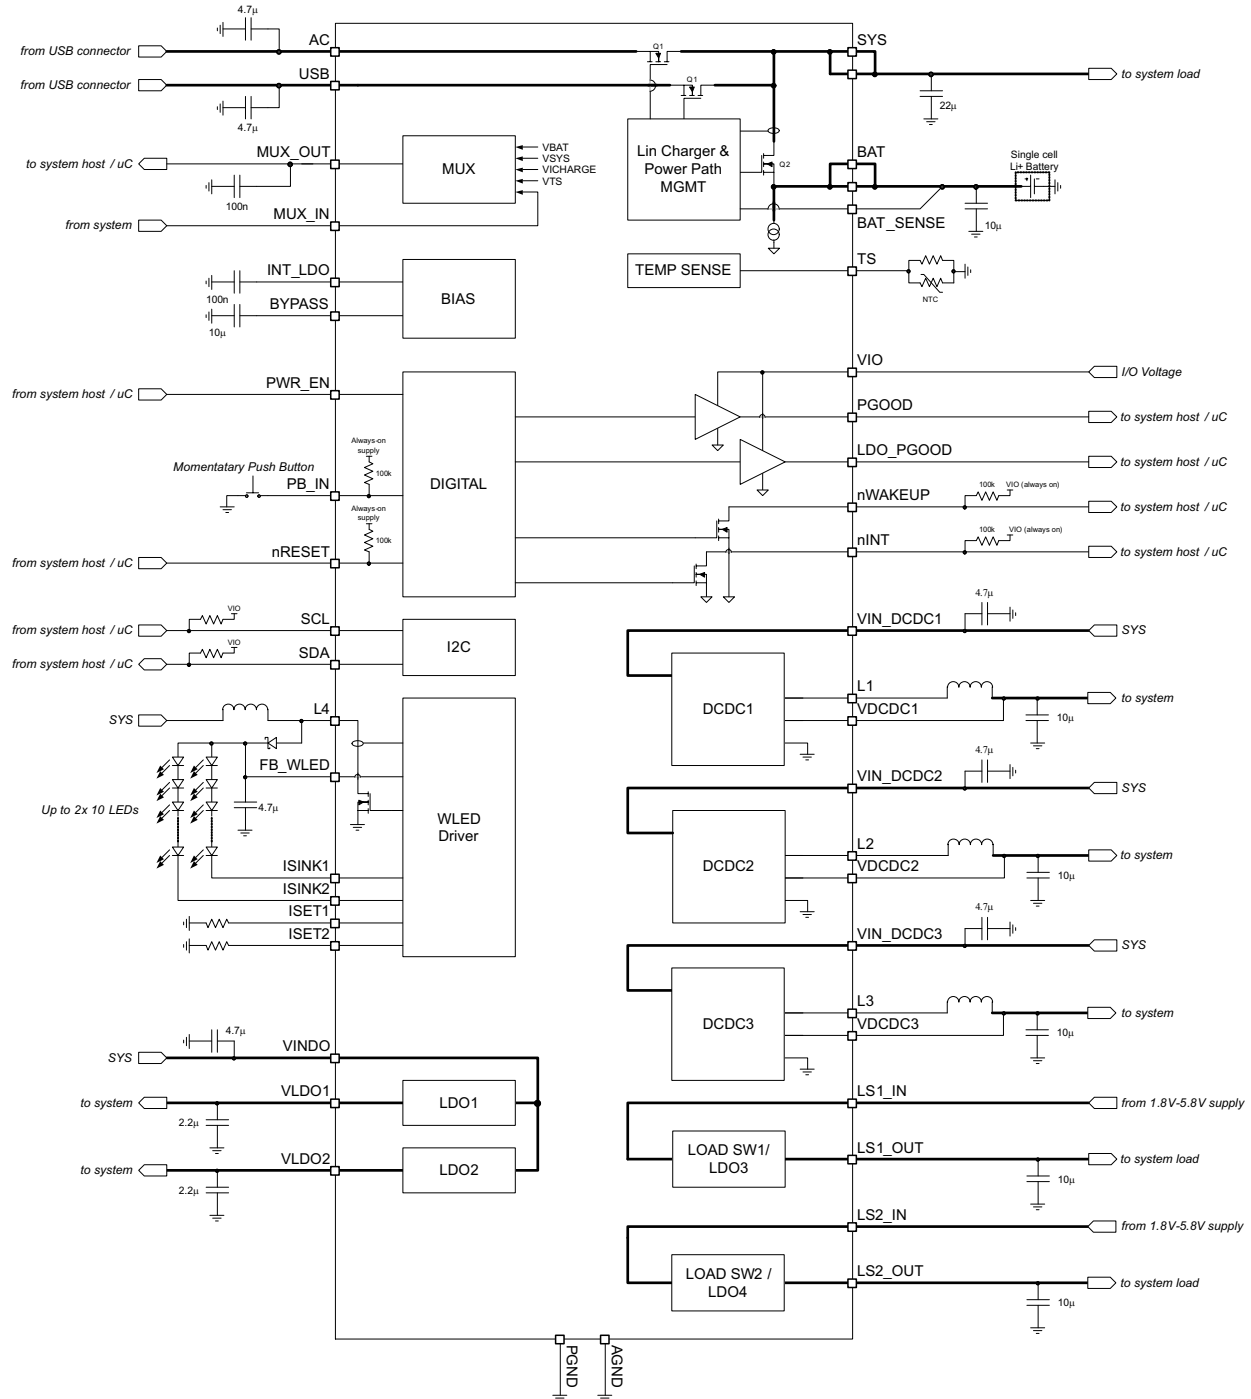 4.7μ
from USB connector
AC
Q1
SYS
to system load
22μ
from USB connector
USB
Q1
4.7μ
to system host / uC
MUX_OUT
100n
MUX
VBAT
VSYS
VICHARGE
VTS
from system
MUX_IN
Lin Charger &
Power Path
MGMT
Q2
BAT
Single cell
Li+ Battery
+
-
BAT_SENSE
10μ
INT_LDO
100n
BYPASS
10μ
BIAS
TEMP SENSE
TS
NTC
VIO
I/O Voltage
from system host / uC
PWR_EN
PGOOD
to system host / uC
Always-on
supply
100k
LDO_PGOOD
to system host / uC
Momentatary Push Button
PB_IN
DIGITAL
nWAKEUP
100k
VIO (always on)
to system host / uC
Always-on
supply
100k
nINT
100k
VIO (always on)
to system host / uC
from system host / uC
nRESET
VIO
from system host / uC
SCL
VIO
from system host / uC
SDA
I2C
VIN_DCDC1
4.7μ
SYS
DCDC1
L1
to system
VDCDC1
10μ
SYS
L4
FB_WLED
4.7μ
Up to 2x 10 LEDs
WLED
Driver
ISINK1
ISINK2
ISET1
ISET2
VIN_DCDC2
4.7μ
SYS
DCDC2
L2
to system
VDCDC2
10μ
VIN_DCDC3
4.7μ
SYS
DCDC3
L3
to system
VDCDC3
10μ
4.7μ
SYS
VINDO
to system
VLDO1
LDO1
2.2μ
to system
VLDO2
LDO2
2.2μ
LS1_IN
from 1.8V-5.8V supply
LOAD SW1/
LDO3
LS1_OUT
to system load
10μ
LS2_IN
from 1.8V-5.8V supply
LOAD SW2 /
LDO4
LS2_OUT
to system load
10μ
PGND
AGND